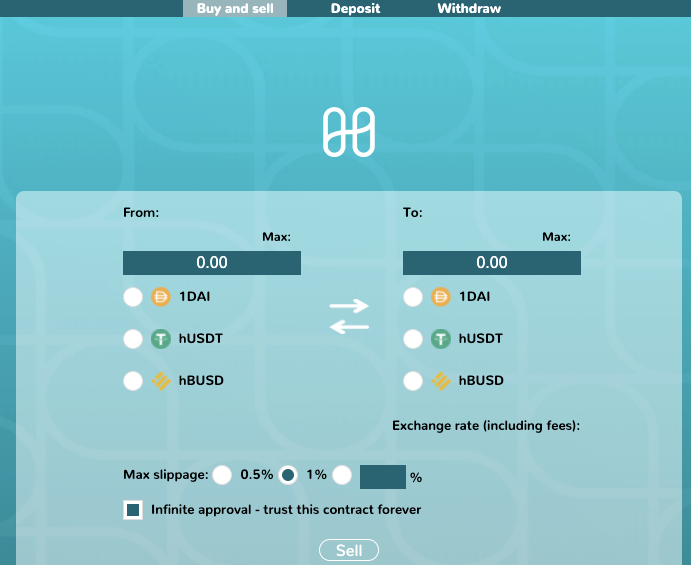 Buy and sell Deposit Withdraw
From: To:
Max: Max:
0.00 0.00
1DAI 1DAI
hUSDT hUSDT
hBUSD hBUSD
Exchange rate (including fees):
Max slippage: 0.5% 1% %
Infinite approval - trust this contract forever
Sell